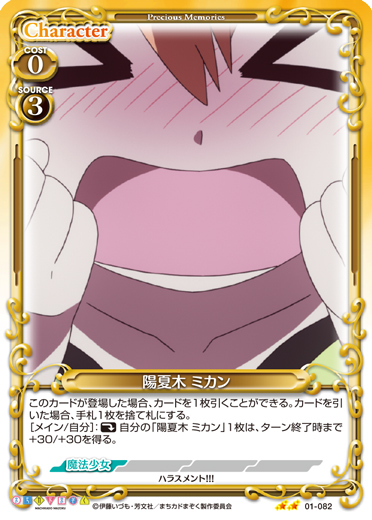 Precious Memories
Character
COST
0
SOURCE
3
陽夏木 ミカン
このカードが登場した場合、カードを1枚引くことができる。カードを引
いた場合、手札1枚を捨て札にする。
[メイン/自分]: 自分の「陽夏木 ミカン」1枚は、ターン終了時まで
+30/+30を得る。
魔法少女
ハラスメント!!!
©伊藤いづも・芳文社/まちカドまぞく製作委員会
01-082